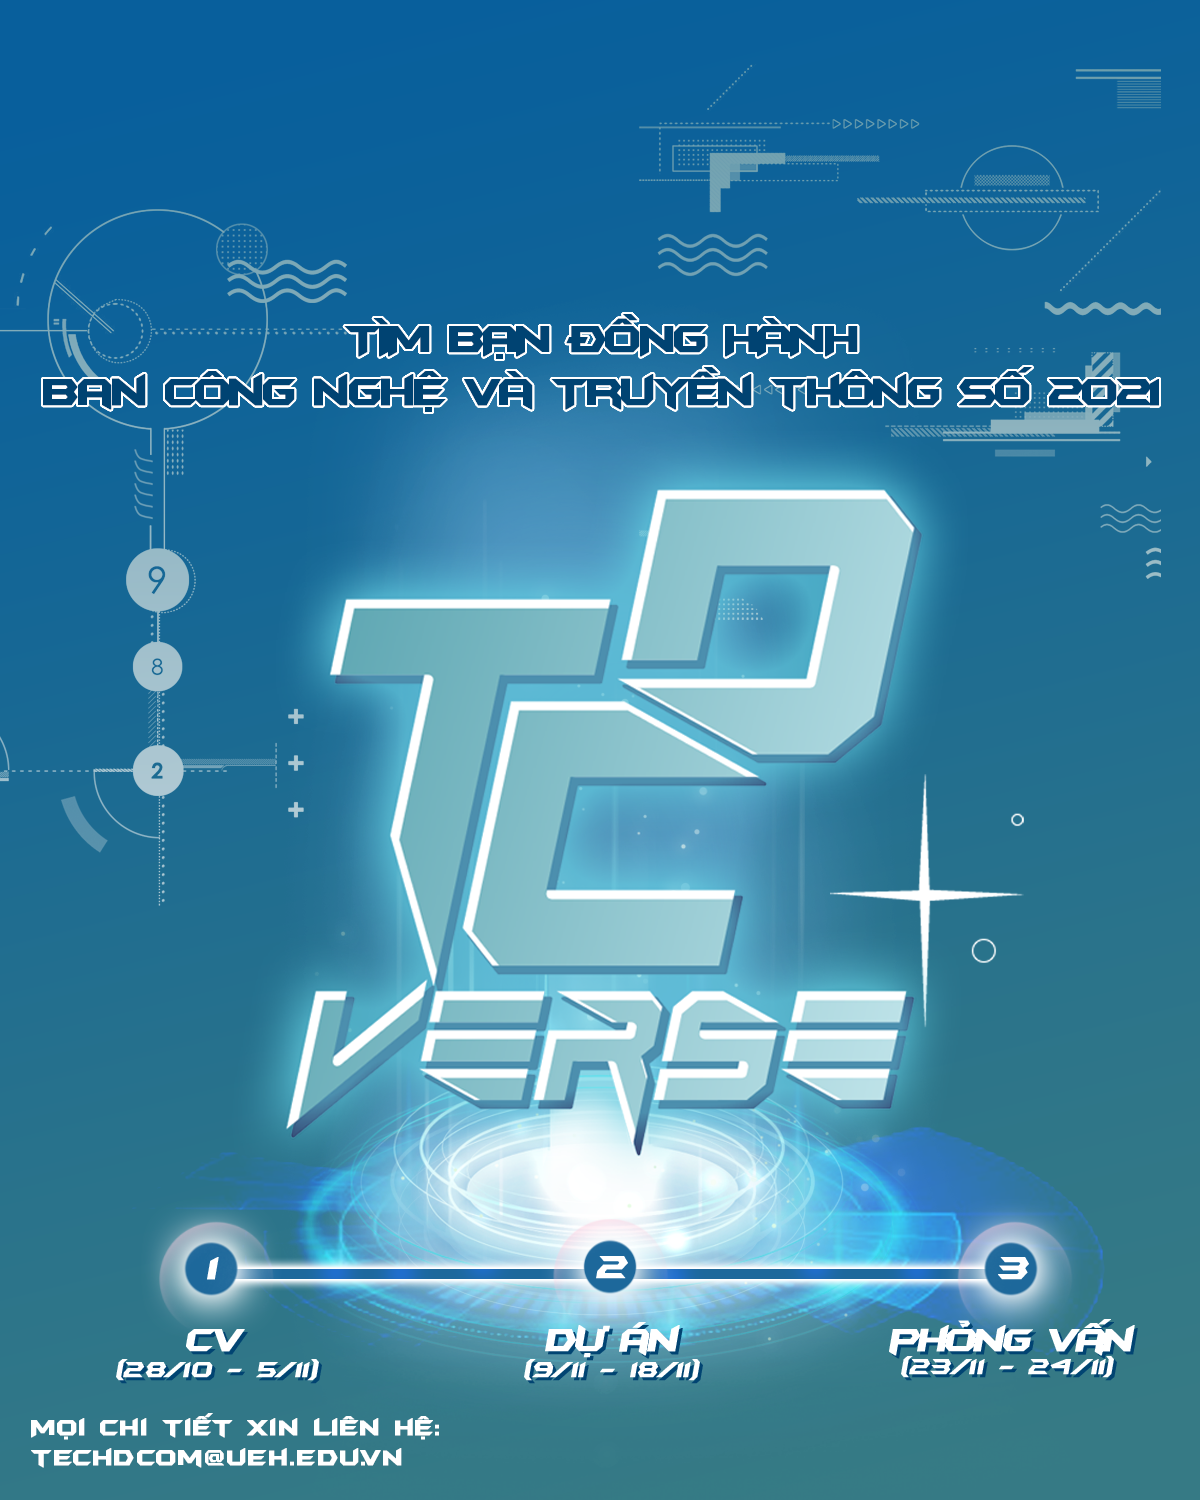 TÌM BẠN ĐỒNG HÀNH
BAN CÔNG NGHỆ VÀ TRUYỀN THÔNG SỐ 2021
9
8
2
TCD
VERSE
1
2
3
CV
(28/10 - 5/11)
DỰ ÁN
(9/11 - 18/11)
PHỎNG VẤN
(23/11 - 24/11)
MỌI CHI TIẾT XIN LIÊN HỆ:
TECHDCOM@UEH.EDU.VN